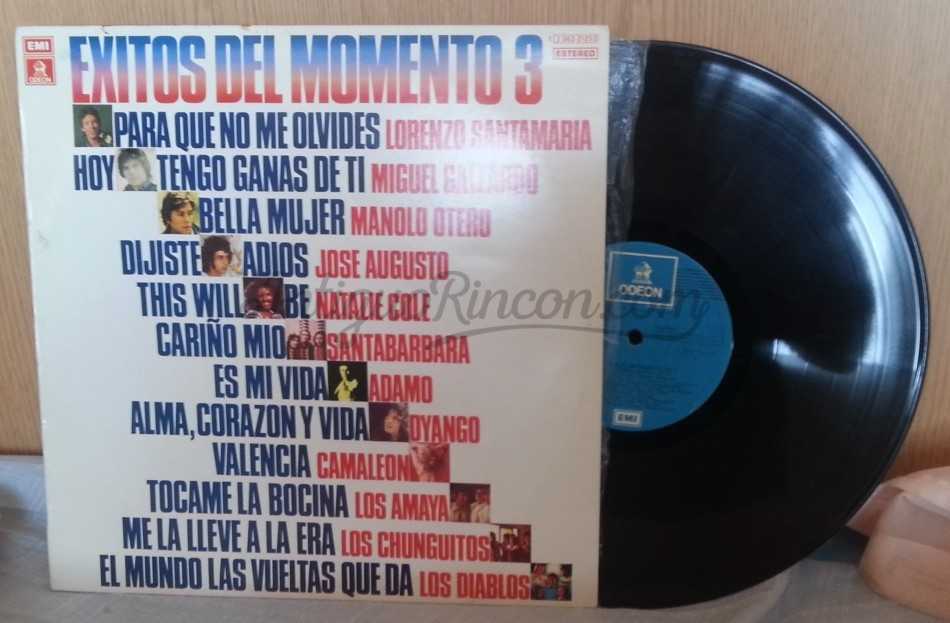 EMI
ODEON
EXITOS DEL MOMENTO 3
ESTEREO
PARA QUE NO ME OLVIDES LORENZO SANTAMARIA
HOY TENGO GANAS DE TI MIGUEL GALLARDO
BELLA MUJER MANOLO OTERO
DIJISTE ADIOS JOSE AUGUSTO
THIS WILL BE NATALIE COLE
CARIÑO MIO SANTABARBARA
ES MI VIDA ADAMO
ALMA, CORAZON Y VIDA DYANGO
VALENCIA CAMALEON
TOCAME LA BOCINA LOS AMAYA
ME LA LLEVE A LA ERA LOS CHUNGUITOS
EL MUNDO LAS VUELTAS QUE DA LOS DIABLOS
ODEON
EMI
AntiqueRincon.com